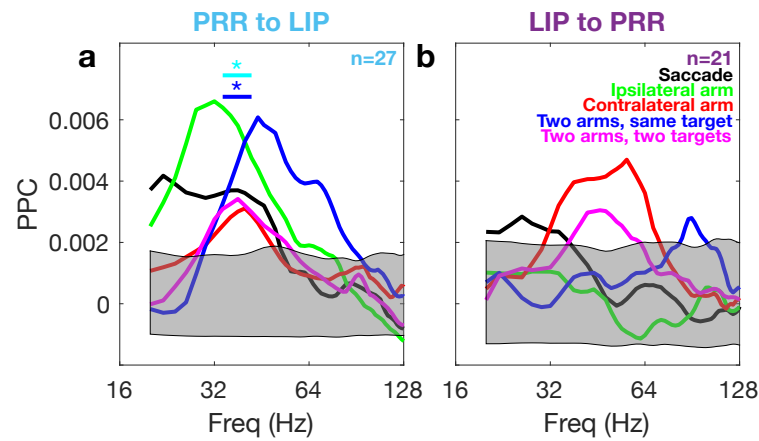 PRR to LIP
LIP to PRR
a
n=27
*
*
b
n=21
Saccade
Ipsilateral arm
Contralateral arm
Two arms, same target
Two arms, two targets
PPC
0.006
0.004
0.002
0
16
32
64
128
16
32
64
128
Freq (Hz)
Freq (Hz)